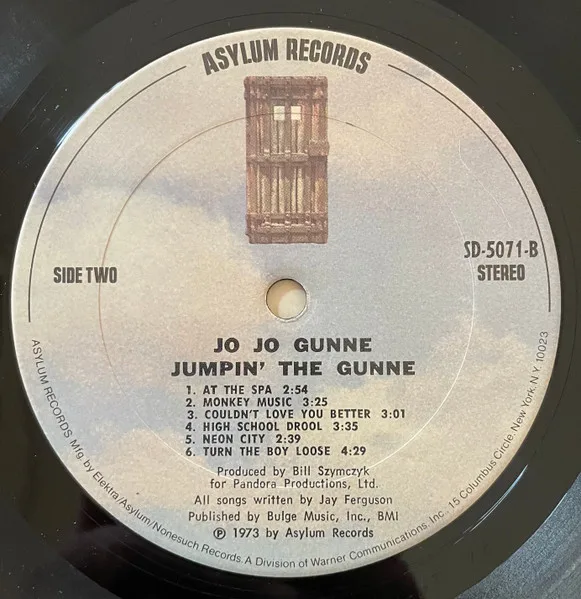 ASYLUM RECORDS
SIDE TWO
SD-5071-B
STEREO
JO JO GUNNE
JUMPIN' THE GUNNE
1. AT THE SPA 2:54
2. MONKEY MUSIC 3:25
3. COULDN'T LOVE YOU BETTER 3:01
4. HIGH SCHOOL DROOL 3:35
5. NEON CITY 2:39
6. TURN THE BOY LOOSE 4:29
Produced by Bill Szymczyk
for Pandora Productions, Ltd.
All songs written by Jay Ferguson
Published by Bulge Music, Inc., BMI
℗ 1973 by Asylum Records
ASYLUM RECORDS. Mfg. by Elektra/Asylum/Nonesuch Records. A Division of Warner Communications, Inc. 15 Columbus Circle, New York. N.Y. 10023